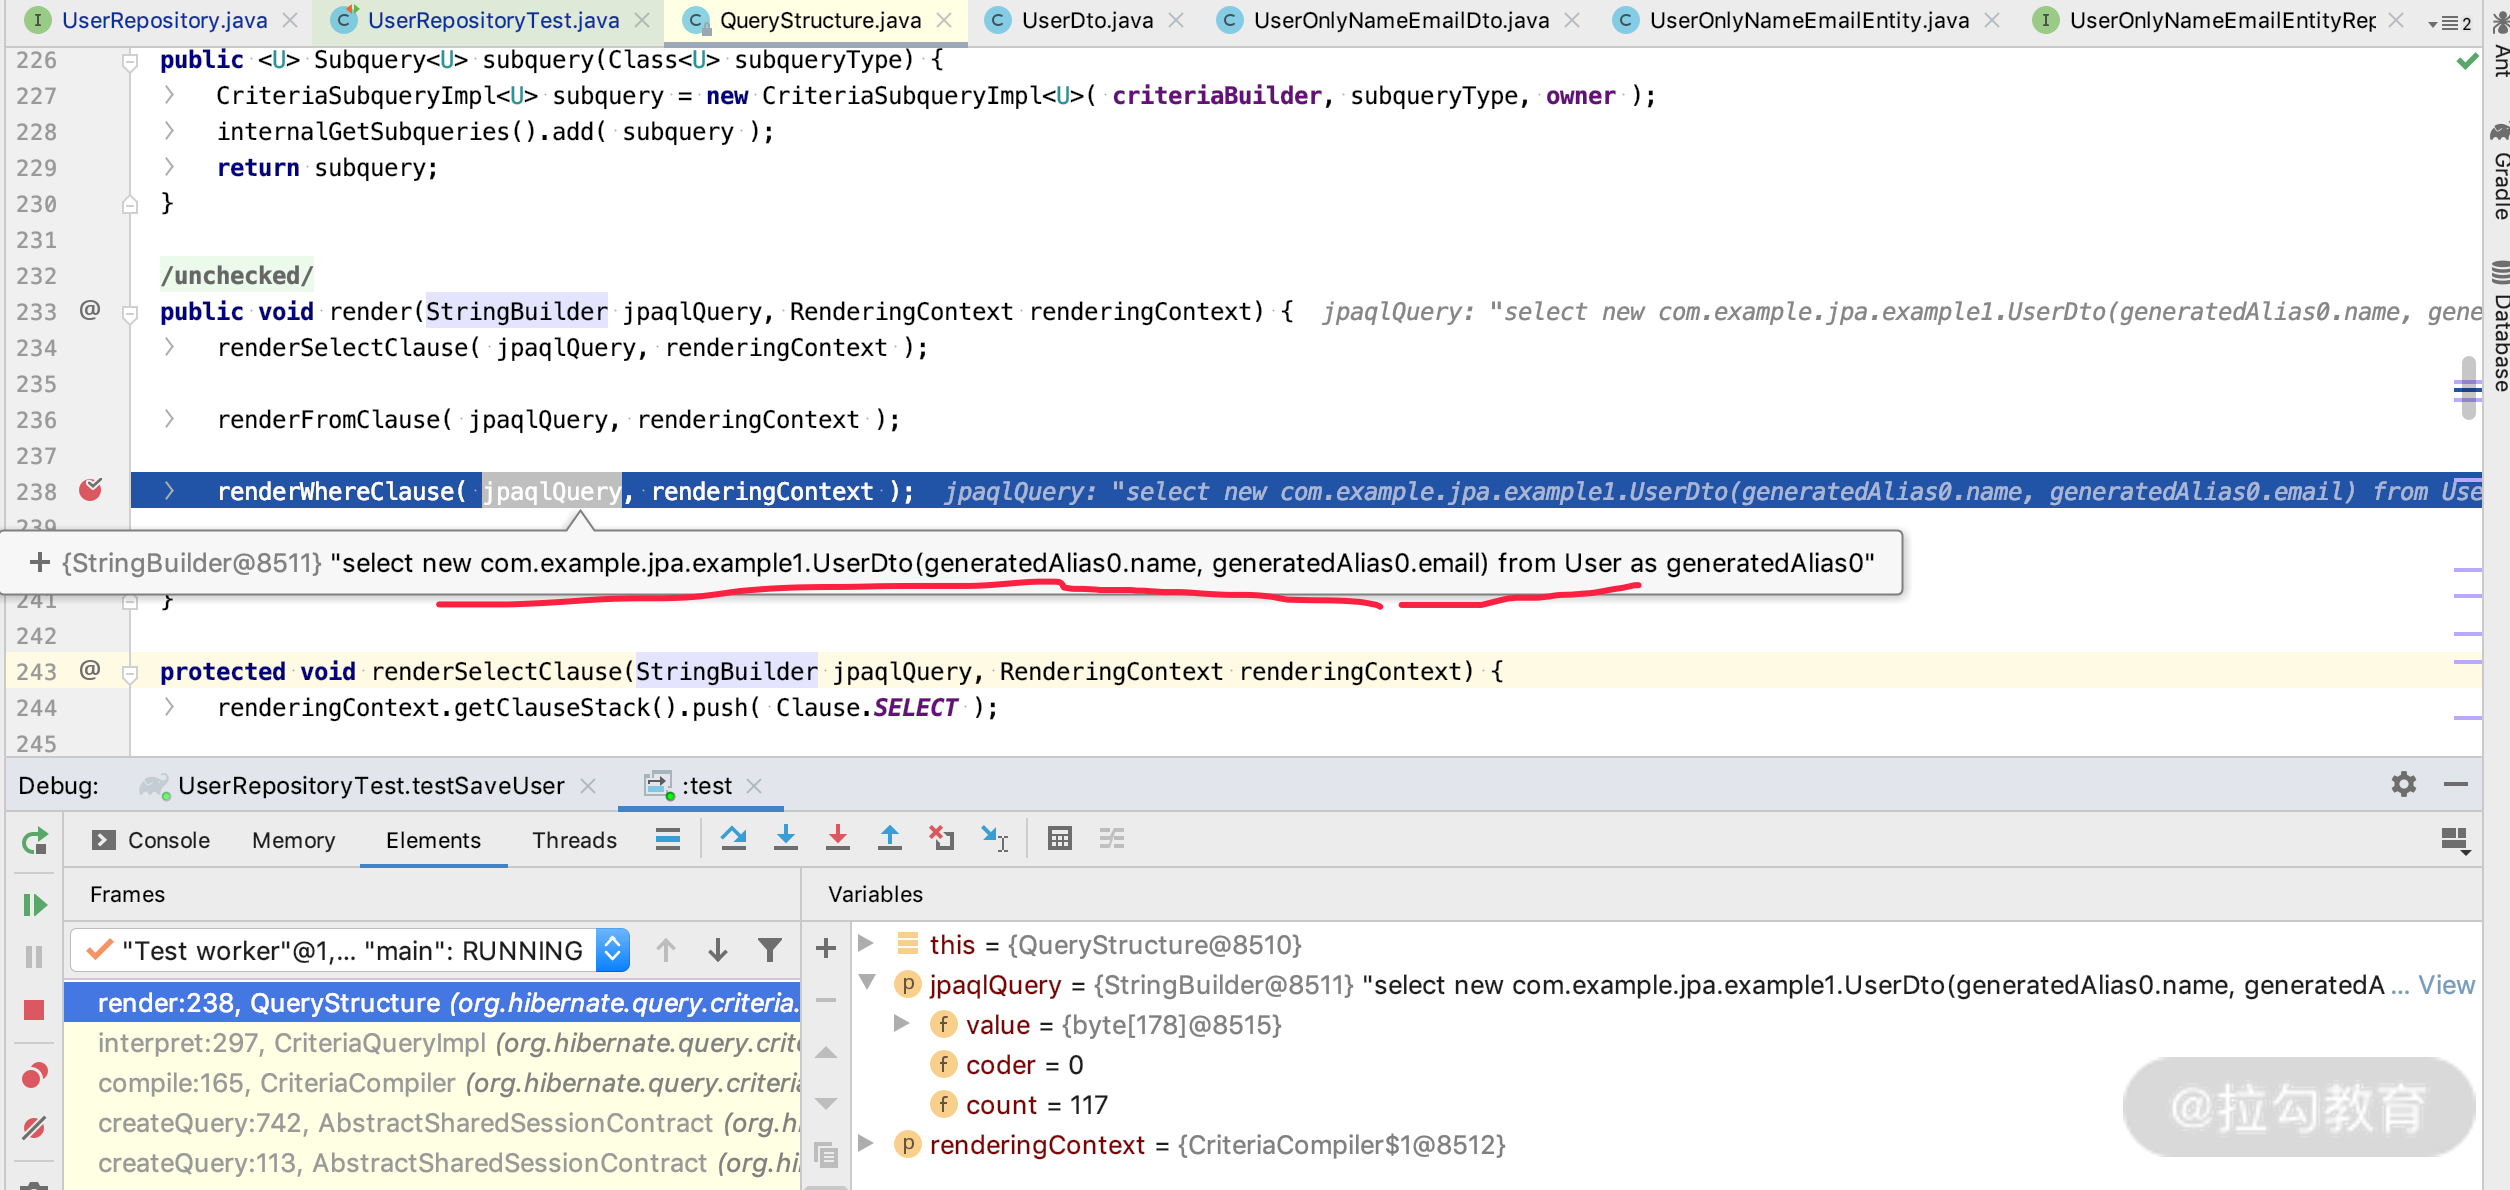 UserRepository.java UserRepositoryTest.java QueryStructure.java UserDto.java UserOnlyNameEmailDto.java UserOnlyNameEmailEntity.java UserOnlyNameEmailEntityRep 2
226 public <U> Subquery<U> subquery(Class<U> subqueryType) {
227 CriteriaSubqueryImpl<U> subquery = new CriteriaSubqueryImpl<U>( criteriaBuilder, subqueryType, owner );
228 internalGetSubqueries().add( subquery );
229 return subquery;
230 }
231
232 /unchecked/
233 @ public void render(StringBuilder jpaqlQuery, RenderingContext renderingContext) { jpaqlQuery: "select new com.example.jpa.example1.UserDto(generatedAlias0.name, gene
234 renderSelectClause( jpaqlQuery, renderingContext );
235
236 renderFromClause( jpaqlQuery, renderingContext );
237
238 renderWhereClause( jpaqlQuery, renderingContext ); jpaqlQuery: "select new com.example.jpa.example1.UserDto(generatedAlias0.name, generatedAlias0.email) from Use
239
+ {StringBuilder@8511} "select new com.example.jpa.example1.UserDto(generatedAlias0.name, generatedAlias0.email) from User as generatedAlias0"
241 }
242
243 @ protected void renderSelectClause(StringBuilder jpaqlQuery, RenderingContext renderingContext) {
244 renderingContext.getClauseStack().push( Clause.SELECT );
245
Ant
Gradle
Database
Debug: UserRepositoryTest.testSaveUser :test
Console Memory Elements Threads
Frames
"Test worker"@1,... "main": RUNNING
render:238, QueryStructure (org.hibernate.query.criteria.
interpret:297, CriteriaQueryImpl (org.hibernate.query.crite
compile:165, CriteriaCompiler (org.hibernate.query.criteria
createQuery:742, AbstractSharedSessionContract (org.hi
createQuery:113, AbstractSharedSessionContract (org.hi
Variables
this = {QueryStructure@8510}
p jpaqlQuery = {StringBuilder@8511} "select new com.example.jpa.example1.UserDto(generatedAlias0.name, generatedA ... View
f value = {byte[178]@8515}
f coder = 0
f count = 117
p renderingContext = {CriteriaCompiler$1@8512}
@拉勾教育